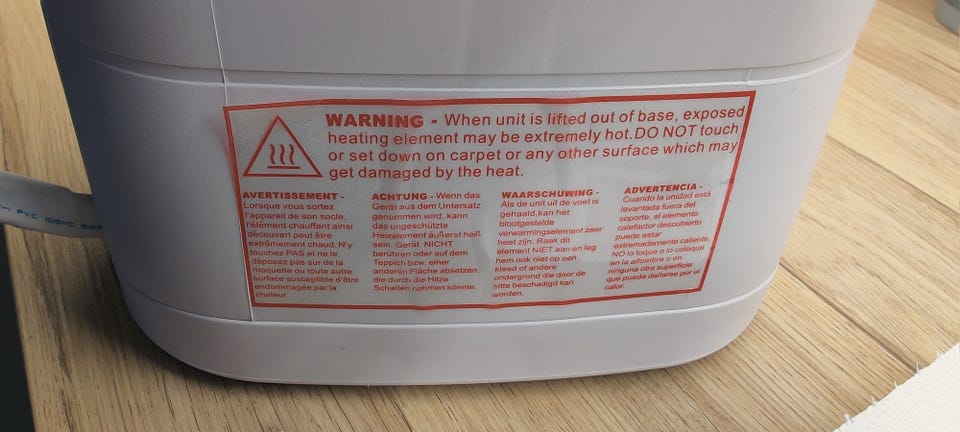 WARNING - When unit is lifted out of base, exposed
heating element may be extremely hot. DO NOT touch
or set down on carpet or any other surface which may
get damaged by the heat.
AVERTISSEMENT -
Lorsque vous sortez
l'appareil de son socle,
l'élément chauffant ainsi
découvert peut être
extrêmement chaud. N'y
touchez PAS et ne le
déposez pas sur de la
moquette ou toute autre
surface susceptible d'être
endommagée par la
chaleur.
ACHTUNG - Wenn das
Gerät aus dem Untersatz
genommen wird, kann
das ungeschützte
Heizelement äußerst heiß
sein. Gerät NICHT
berühren oder auf dem
Teppich bzw. einer
anderen Fläche absetzen,
die durch die Hitze
Schaden nehmen könnte.
WAARSCHUWING -
Als de unit uit de voet is
gehaald, kan het
blootgestelde
verwarmingselement zeer
heet zijn. Raak dit
element NIET aan en leg
hem ook niet op een
kleed of andere
ondergrond die door de
hitte beschadigd kan
worden.
ADVERTENCIA -
Cuando la unidad está
levantada fuera del
soporte, el elemento
calefactor descubierto
puede estar
extremadamente caliente.
NO lo toque o lo coloque
en la alfombra o en
ninguna otra superficie
que pueda dañarse por el
calor.
PVC 105°C